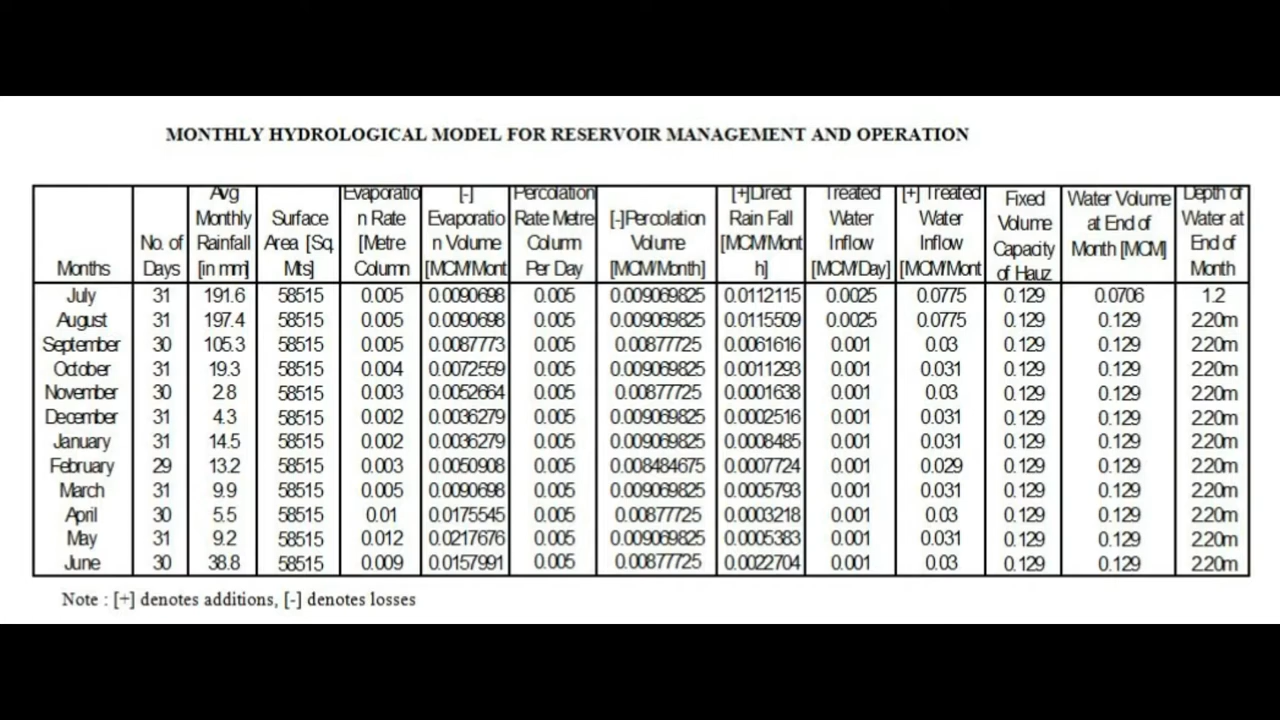 MONTHLY HYDROLOGICAL MODEL FOR RESERVOIR MANAGEMENT AND OPERATION
Months | No. of Days | Avg Monthly Rainfall [in mm] | Surface Area [Sq. Mts] | Evaporatio n Rate [Metre Column | [-] Evaporatio n Volume [MCM/Mont | Percolation Rate Metre Column Per Day | [-]Percolation Volume [MCM/Month] | [+]Direct Rain Fall [MCM/Mont h] | Treated Water Inflow [MCM/Day] | [+] Treated Water Inflow [MCM/Mont | Fixed Volume Capacity of Hauz | Water Volume at End of Month [MCM] | Depth of Water at End of Month
July 31 191.6 58515 0.005 0.0090698 0.005 0.009069825 0.0112115 0.0025 0.0775 0.129 0.0706 1.2
August 31 197.4 58515 0.005 0.0090698 0.005 0.009069825 0.0115509 0.0025 0.0775 0.129 0.129 2.20m
September 30 105.3 58515 0.005 0.0087773 0.005 0.00877725 0.0061616 0.001 0.03 0.129 0.129 2.20m
October 31 19.3 58515 0.004 0.0072559 0.005 0.009069825 0.0011293 0.001 0.031 0.129 0.129 2.20m
November 30 2.8 58515 0.003 0.0052664 0.005 0.00877725 0.0001638 0.001 0.03 0.129 0.129 2.20m
December 31 4.3 58515 0.002 0.0036279 0.005 0.009069825 0.0002516 0.001 0.031 0.129 0.129 2.20m
January 31 14.5 58515 0.002 0.0036279 0.005 0.009069825 0.0008485 0.001 0.031 0.129 0.129 2.20m
February 29 13.2 58515 0.003 0.0050908 0.005 0.008484675 0.0007724 0.001 0.029 0.129 0.129 2.20m
March 31 9.9 58515 0.005 0.0090698 0.005 0.009069825 0.0005793 0.001 0.031 0.129 0.129 2.20m
April 30 5.5 58515 0.01 0.0175545 0.005 0.00877725 0.0003218 0.001 0.03 0.129 0.129 2.20m
May 31 9.2 58515 0.012 0.0217676 0.005 0.009069825 0.0005383 0.001 0.031 0.129 0.129 2.20m
June 30 38.8 58515 0.009 0.0157991 0.005 0.00877725 0.0022704 0.001 0.03 0.129 0.129 2.20m
Note : [+] denotes additions, [-] denotes losses